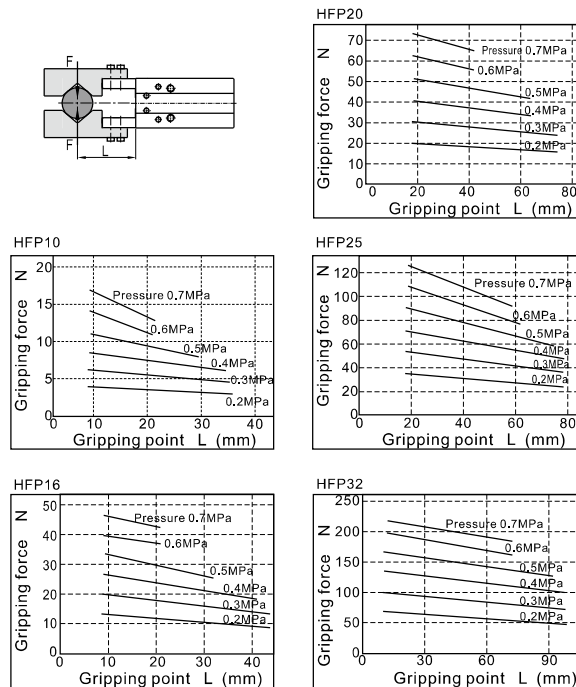 F
F
L
HFP20
Gripping force N
70
60
50
40
30
20
10
0
Pressure 0.7MPa
0.6MPa
0.5MPa
0.4MPa
0.3MPa
0.2MPa
0 20 40 60 80
Gripping point L (mm)
HFP10
Gripping force N
20
15
10
5
0
Pressure 0.7MPa
0.6MPa
0.5MPa
0.4MPa
0.3MPa
0.2MPa
0 10 20 30 40
Gripping point L (mm)
HFP25
Gripping force N
120
100
80
60
40
20
0
Pressure 0.7MPa
0.6MPa
0.5MPa
0.4MPa
0.3MPa
0.2MPa
0 20 40 60 80
Gripping point L (mm)
HFP16
Gripping force N
50
40
30
20
10
0
Pressure 0.7MPa
0.6MPa
0.5MPa
0.4MPa
0.3MPa
0.2MPa
0 10 20 30 40
Gripping point L (mm)
HFP32
Gripping force N
250
200
150
100
50
0
Pressure 0.7MPa
0.6MPa
0.5MPa
0.4MPa
0.3MPa
0.2MPa
0 30 60 90
Gripping point L (mm)